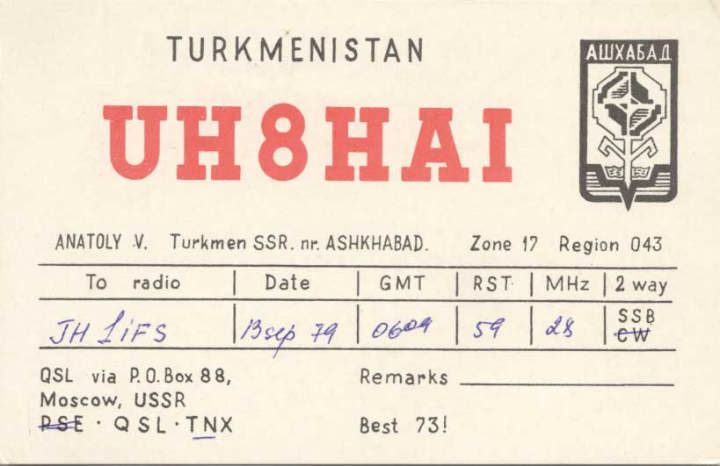 TURKMENISTAN
АШХАБАД
UH8HAI
ANATOLY V. Turkmen SSR. nr. ASHKHABAD. Zone 17 Region 043
To radio | Date | GMT | RST | MHz | 2 way
JH1iFS | 13 sep 79 | 0609 | 59 | 28 | SSB
CW
QSL via P.O.Box 88, Remarks
Moscow, USSR
PSE · QSL · TNX Best 73!